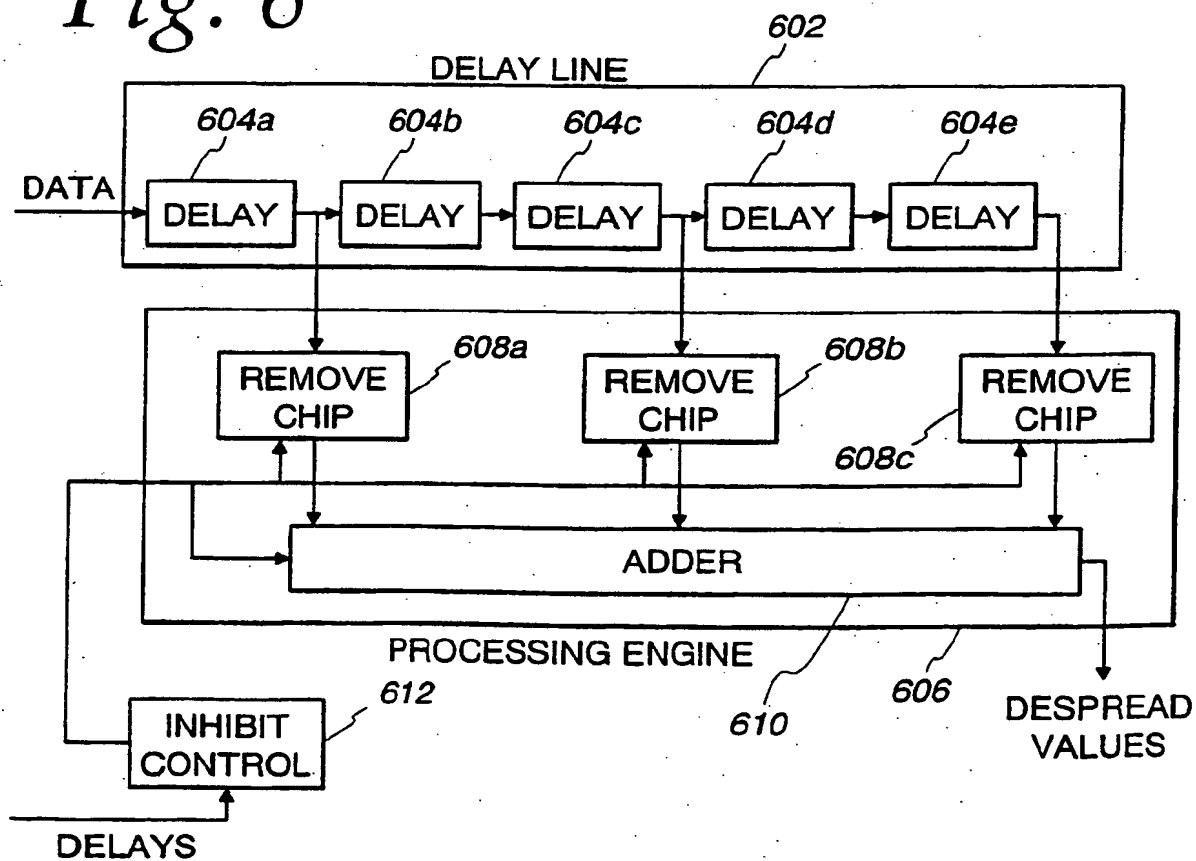 Fig. 6
602
DELAY LINE
604a 604b 604c 604d 604e
DATA
DELAY DELAY DELAY DELAY DELAY
608a 608b
REMOVE CHIP
REMOVE CHIP
REMOVE CHIP
608c
ADDER
PROCESSING ENGINE
612 610 606
INHIBIT CONTROL
DESPREAD VALUES
DELAYS